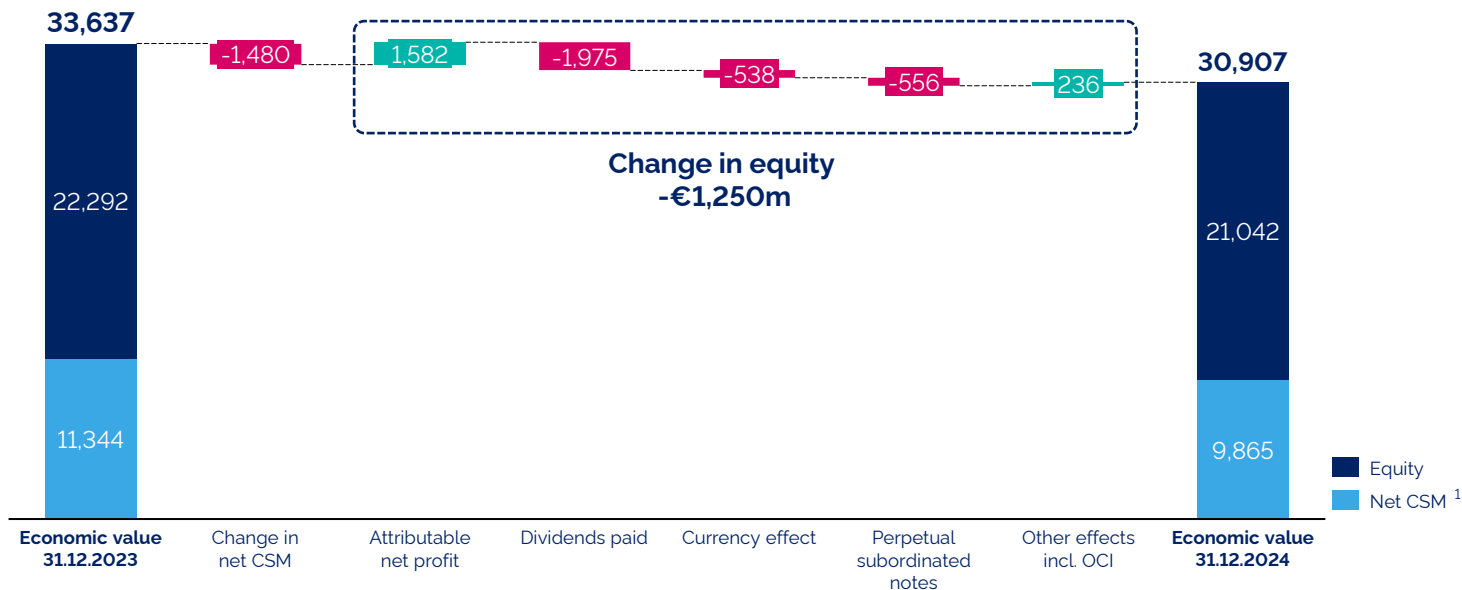 33,637
-1,480
1,582
-1,975
-538
-556
236
30,907
Change in equity
-€1,250m
22,292
21,042
11,344
9,865
Equity
Net CSM 1
Economic value
31.12.2023
Change in
net CSM
Attributable
net profit
Dividends paid
Currency effect
Perpetual
subordinated
notes
Other effects
incl. OCI
Economic value
31.12.2024